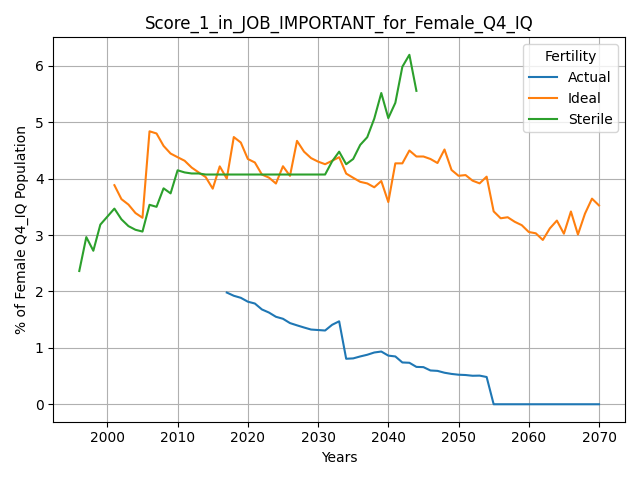 Score_1_in_JOB_IMPORTANT_for_Female_Q4_IQ
% of Female Q4_IQ Population
6
5
4
3
2
1
0
Fertility
Actual
Ideal
Sterile
2000 2010 2020 2030 2040 2050 2060 2070
Years